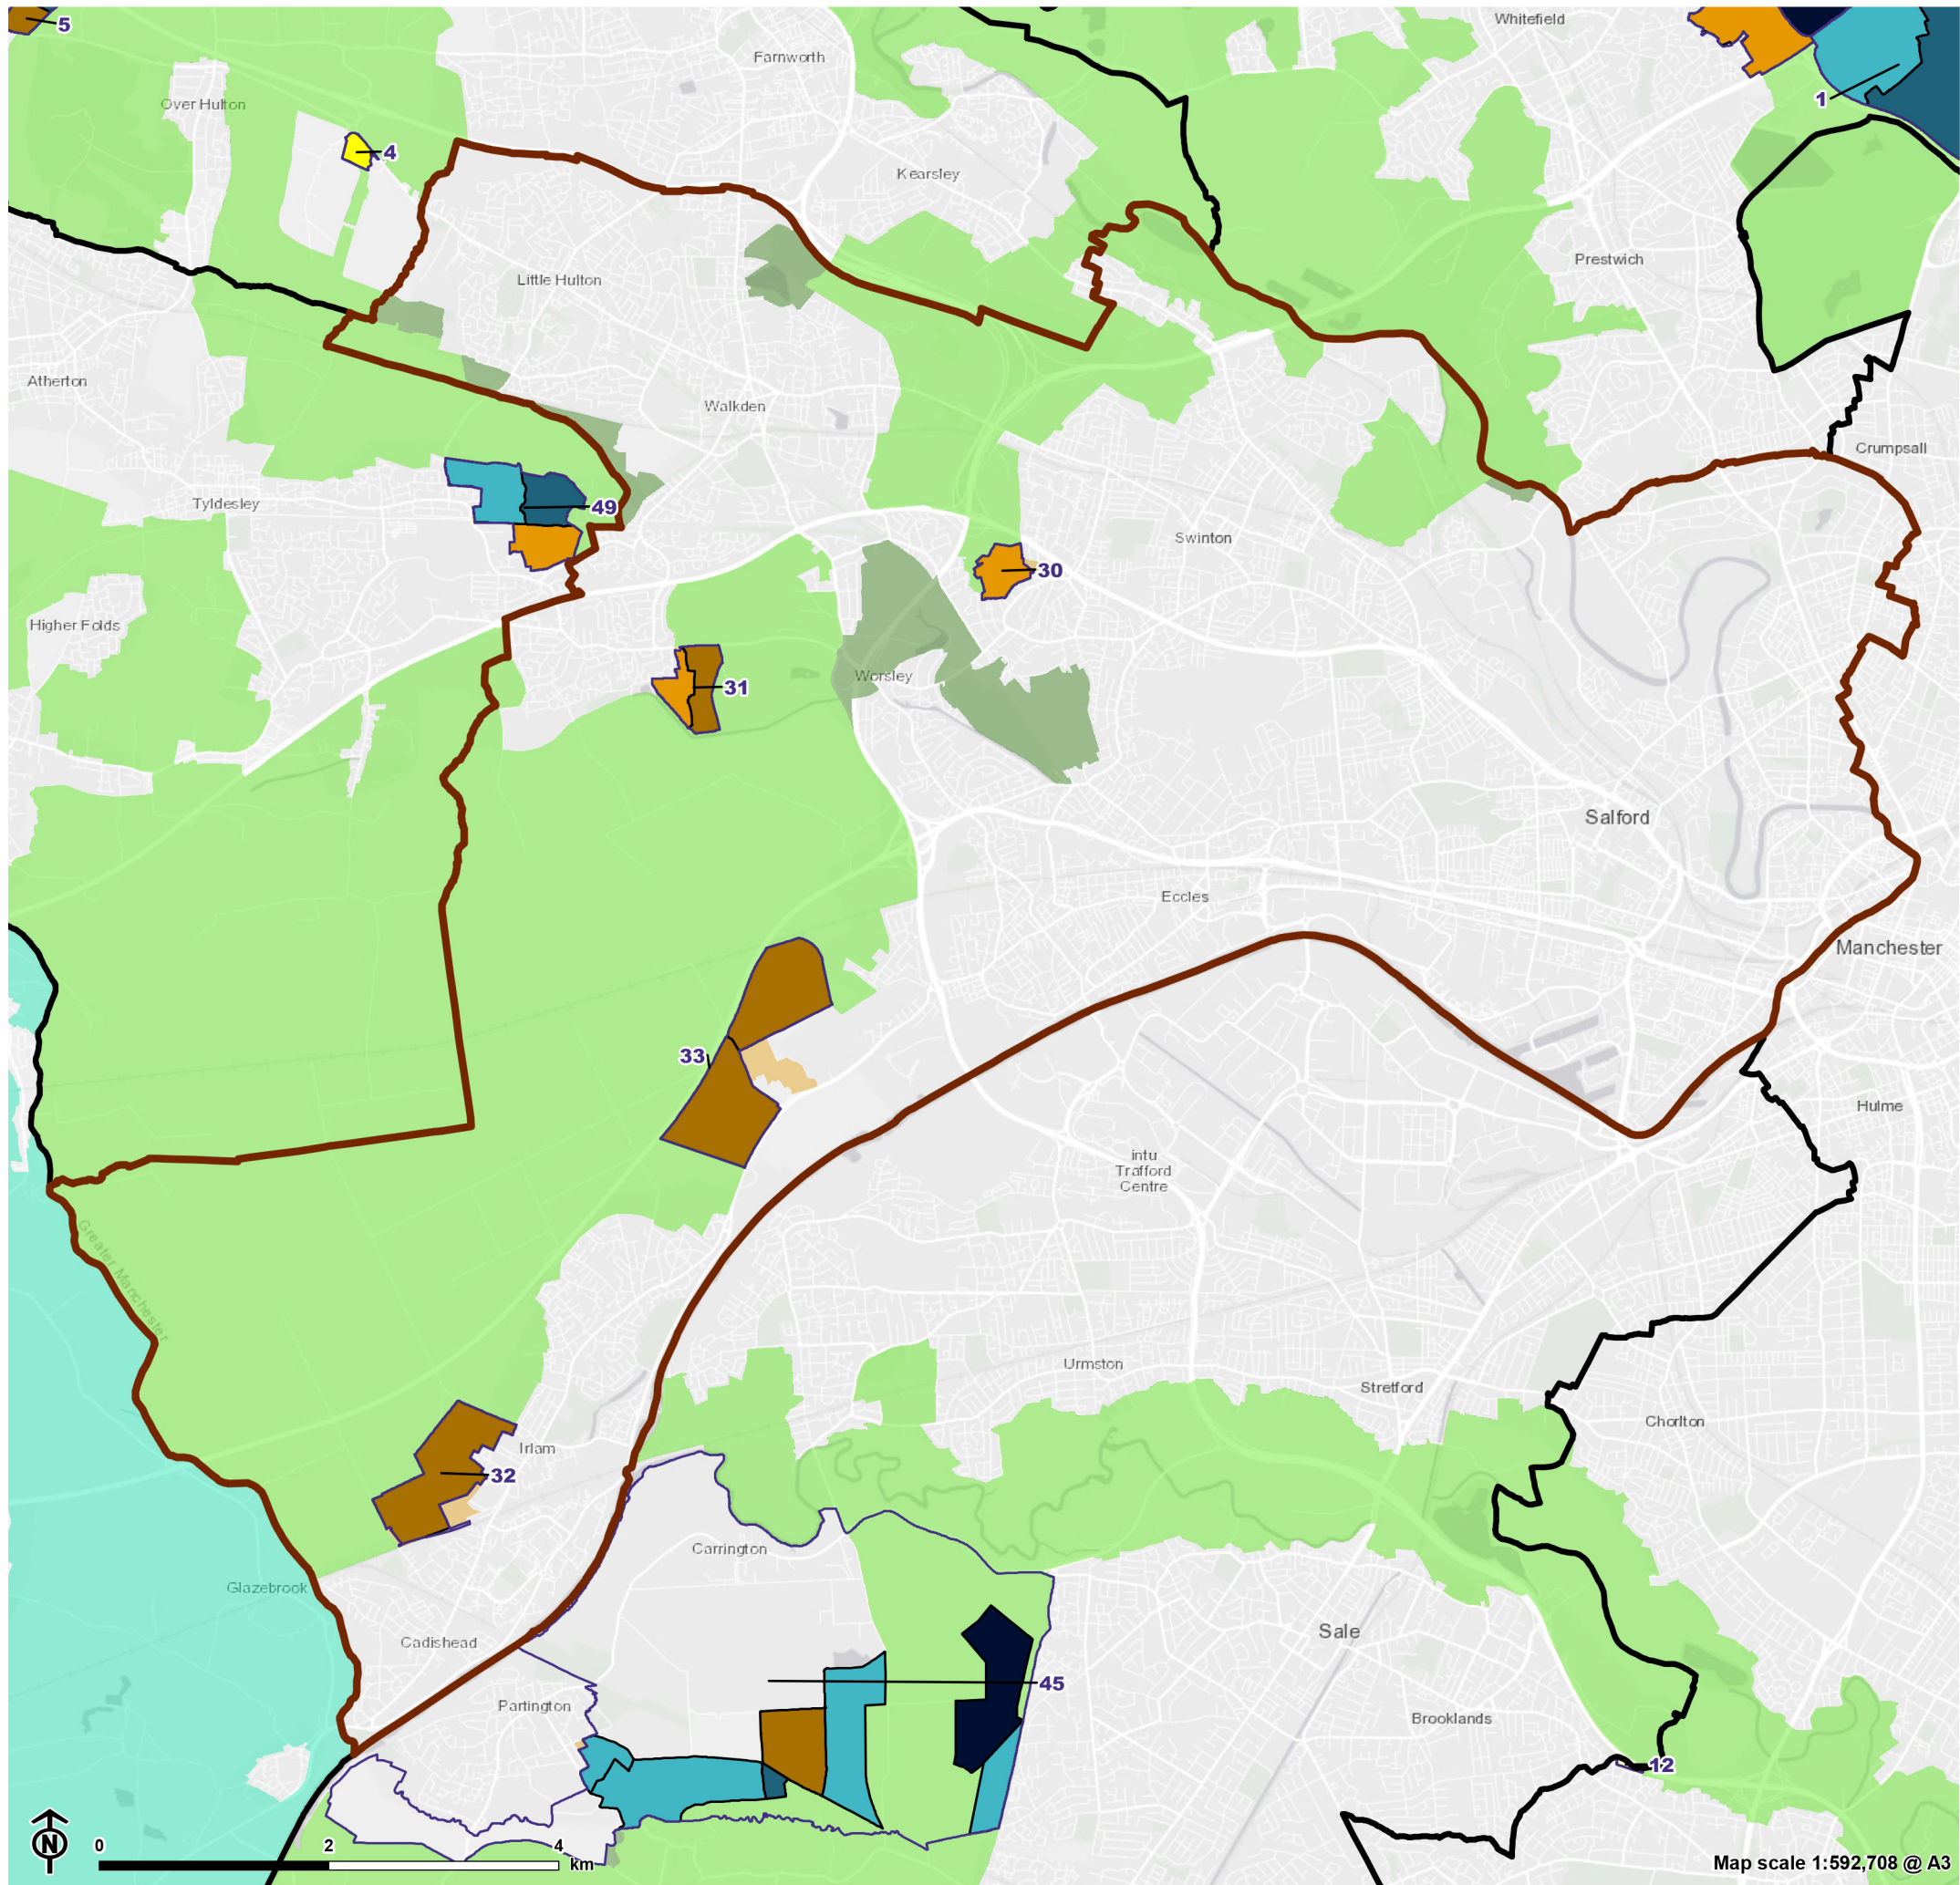 5
Whitefield
Farnworth
1
Over Hulton
4
Kearsley
Prestwich
Little Hulton
Atherton
Walkden
Crumpsall
Tyldesley
49
Swinton
30
Higher Folds
Worsley
31
Salford
Eccles
Manchester
33
Hulme
intu
Trafford
Centre
Greater Manchester
Urmston
Stretford
Chorlton
Irlam
32
Carrington
Glazebrook
Sale
Cadishead
45
Partington
Brooklands
12
N
0 2 4
km
Map scale 1:592,708 @ A3